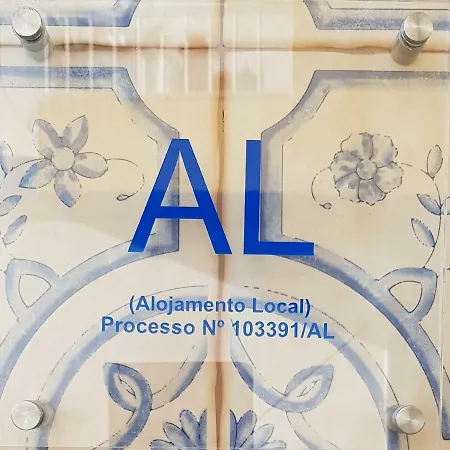 AL
(Alojamento Local)
Processo Nº 103391/AL